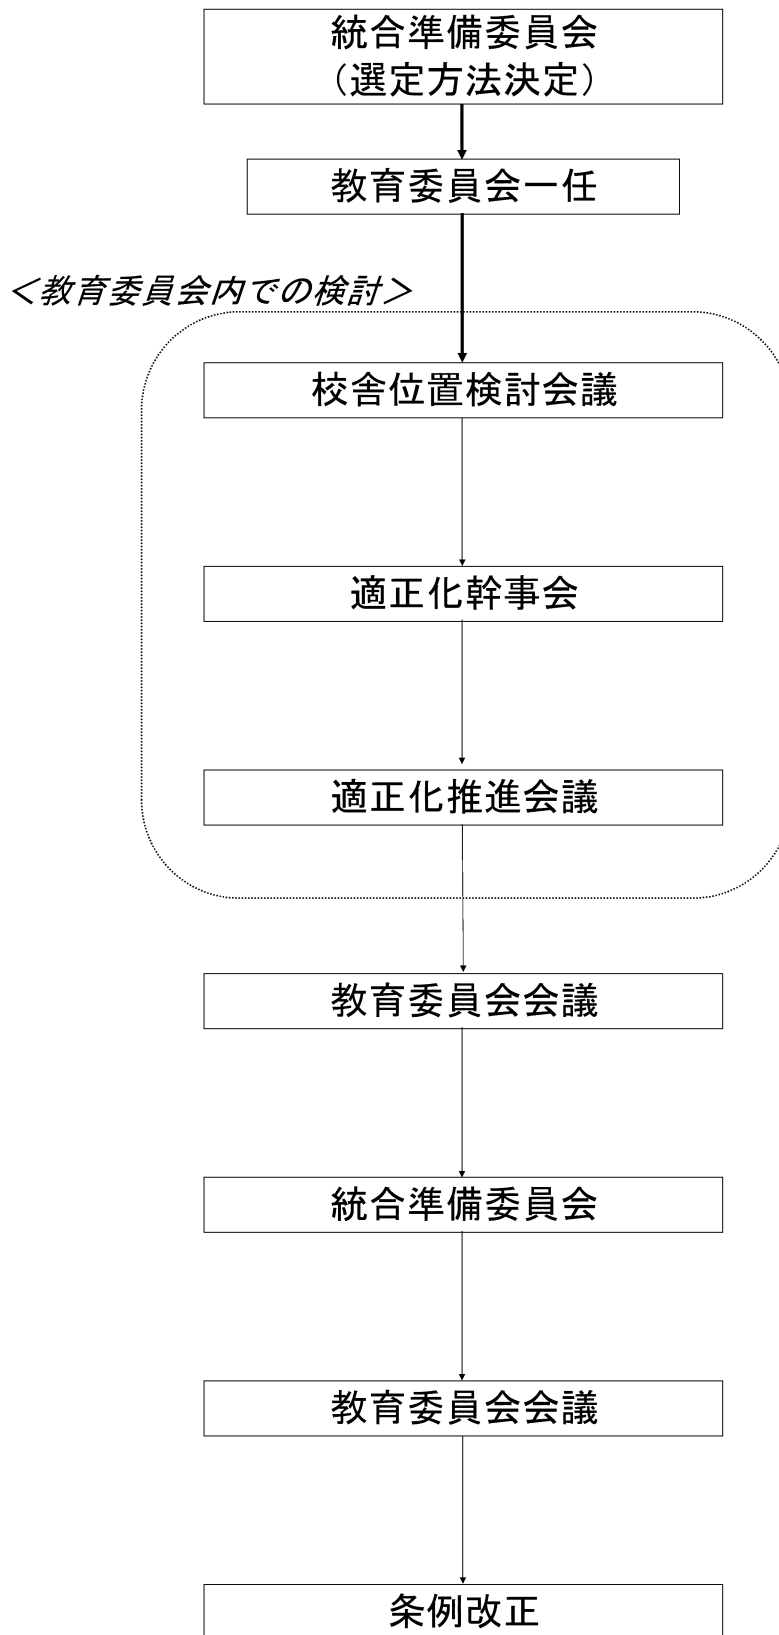 統合準備委員会
（選定方法決定）
教育委員会一任
＜教育委員会内での検討＞
校舎位置検討会議
適正化幹事会
適正化推進会議
教育委員会会議
統合準備委員会
教育委員会会議
条例改正